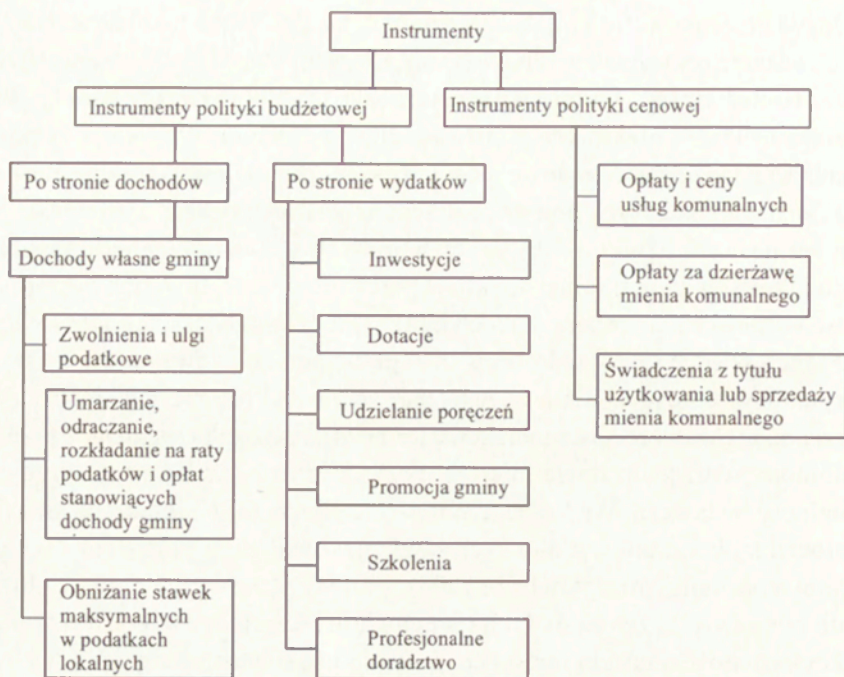 Instrumenty
Instrumenty polityki budżetowej
Instrumenty polityki cenowej
Po stronie dochodów
Po stronie wydatków
Opłaty i ceny
usług komunalnych
Dochody własne gminy
Inwestycje
Opłaty za dzierżawę
mienia komunalnego
Zwolnienia i ulgi
podatkowe
Dotacje
Świadczenia z tytułu
użytkowania lub sprzedaży
mienia komunalnego
Umarzanie,
odraczanie,
rozkładanie na raty
podatków i opłat
stanowiących
dochody gminy
Udzielanie poręczeń
Promocja gminy
Szkolenia
Obniżanie stawek
maksymalnych
w podatkach
lokalnych
Profesjonalne
doradztwo